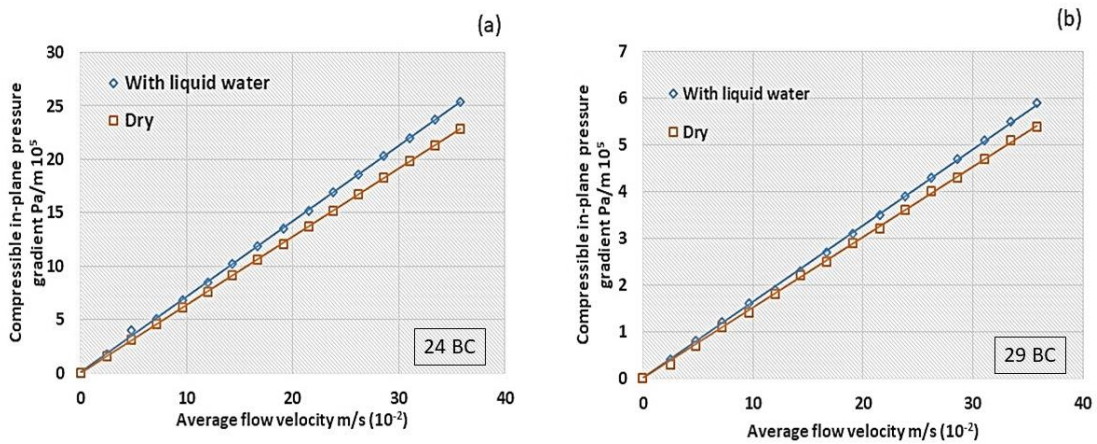 (a)
Compressible in-plane pressure
gradient Pa/m 10⁵
30
25
20
15
10
5
0
With liquid water
Dry
24 BC
0 10 20 30 40
Average flow velocity m/s (10⁻²)
(b)
Compressible in-plane pressure
gradient Pa/m 10⁵
7
6
5
4
3
2
1
0
With liquid water
Dry
29 BC
0 10 20 30 40
Average flow velocity m/s (10⁻²)